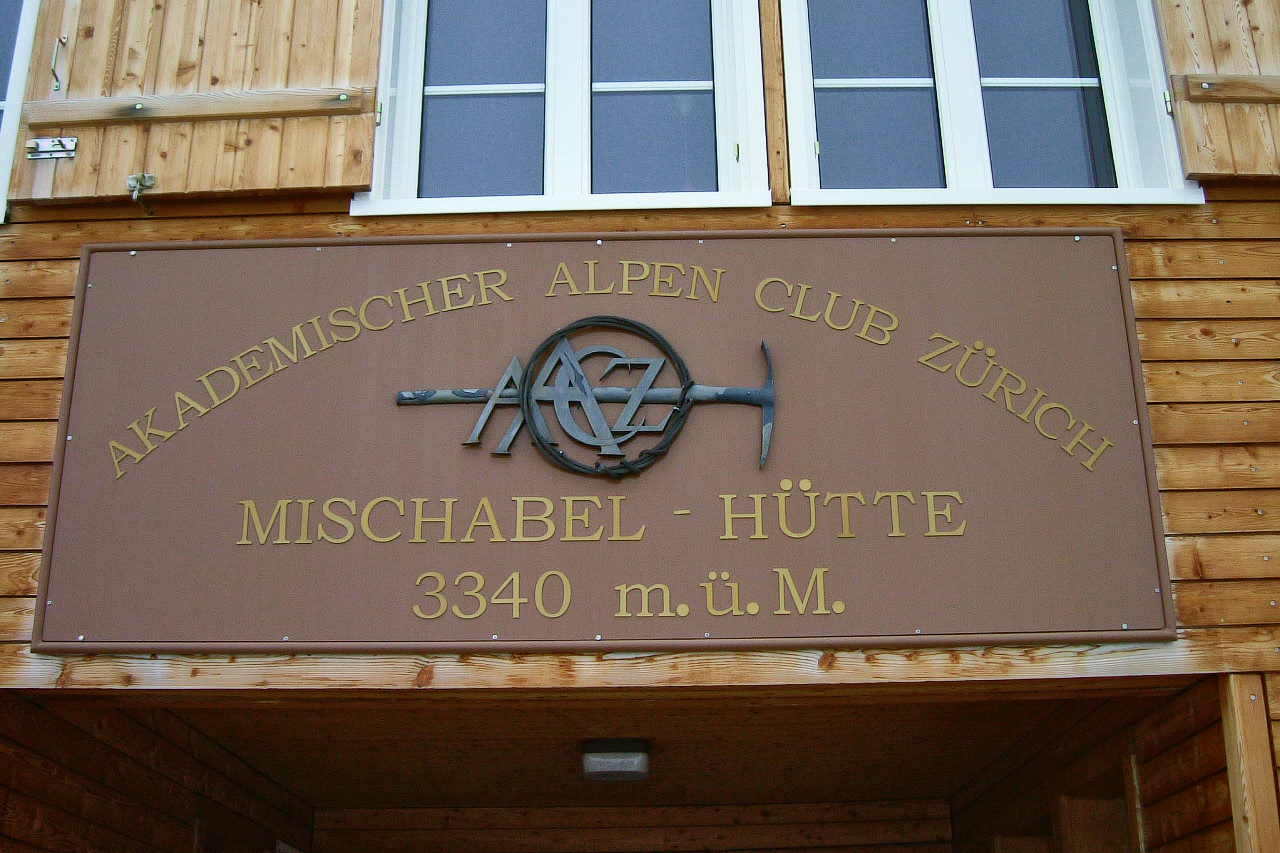 AKADEMISCHER ALPEN CLUB ZÜRICH
AACZ
MISCHABEL - HÜTTE
3340 m.ü.M.